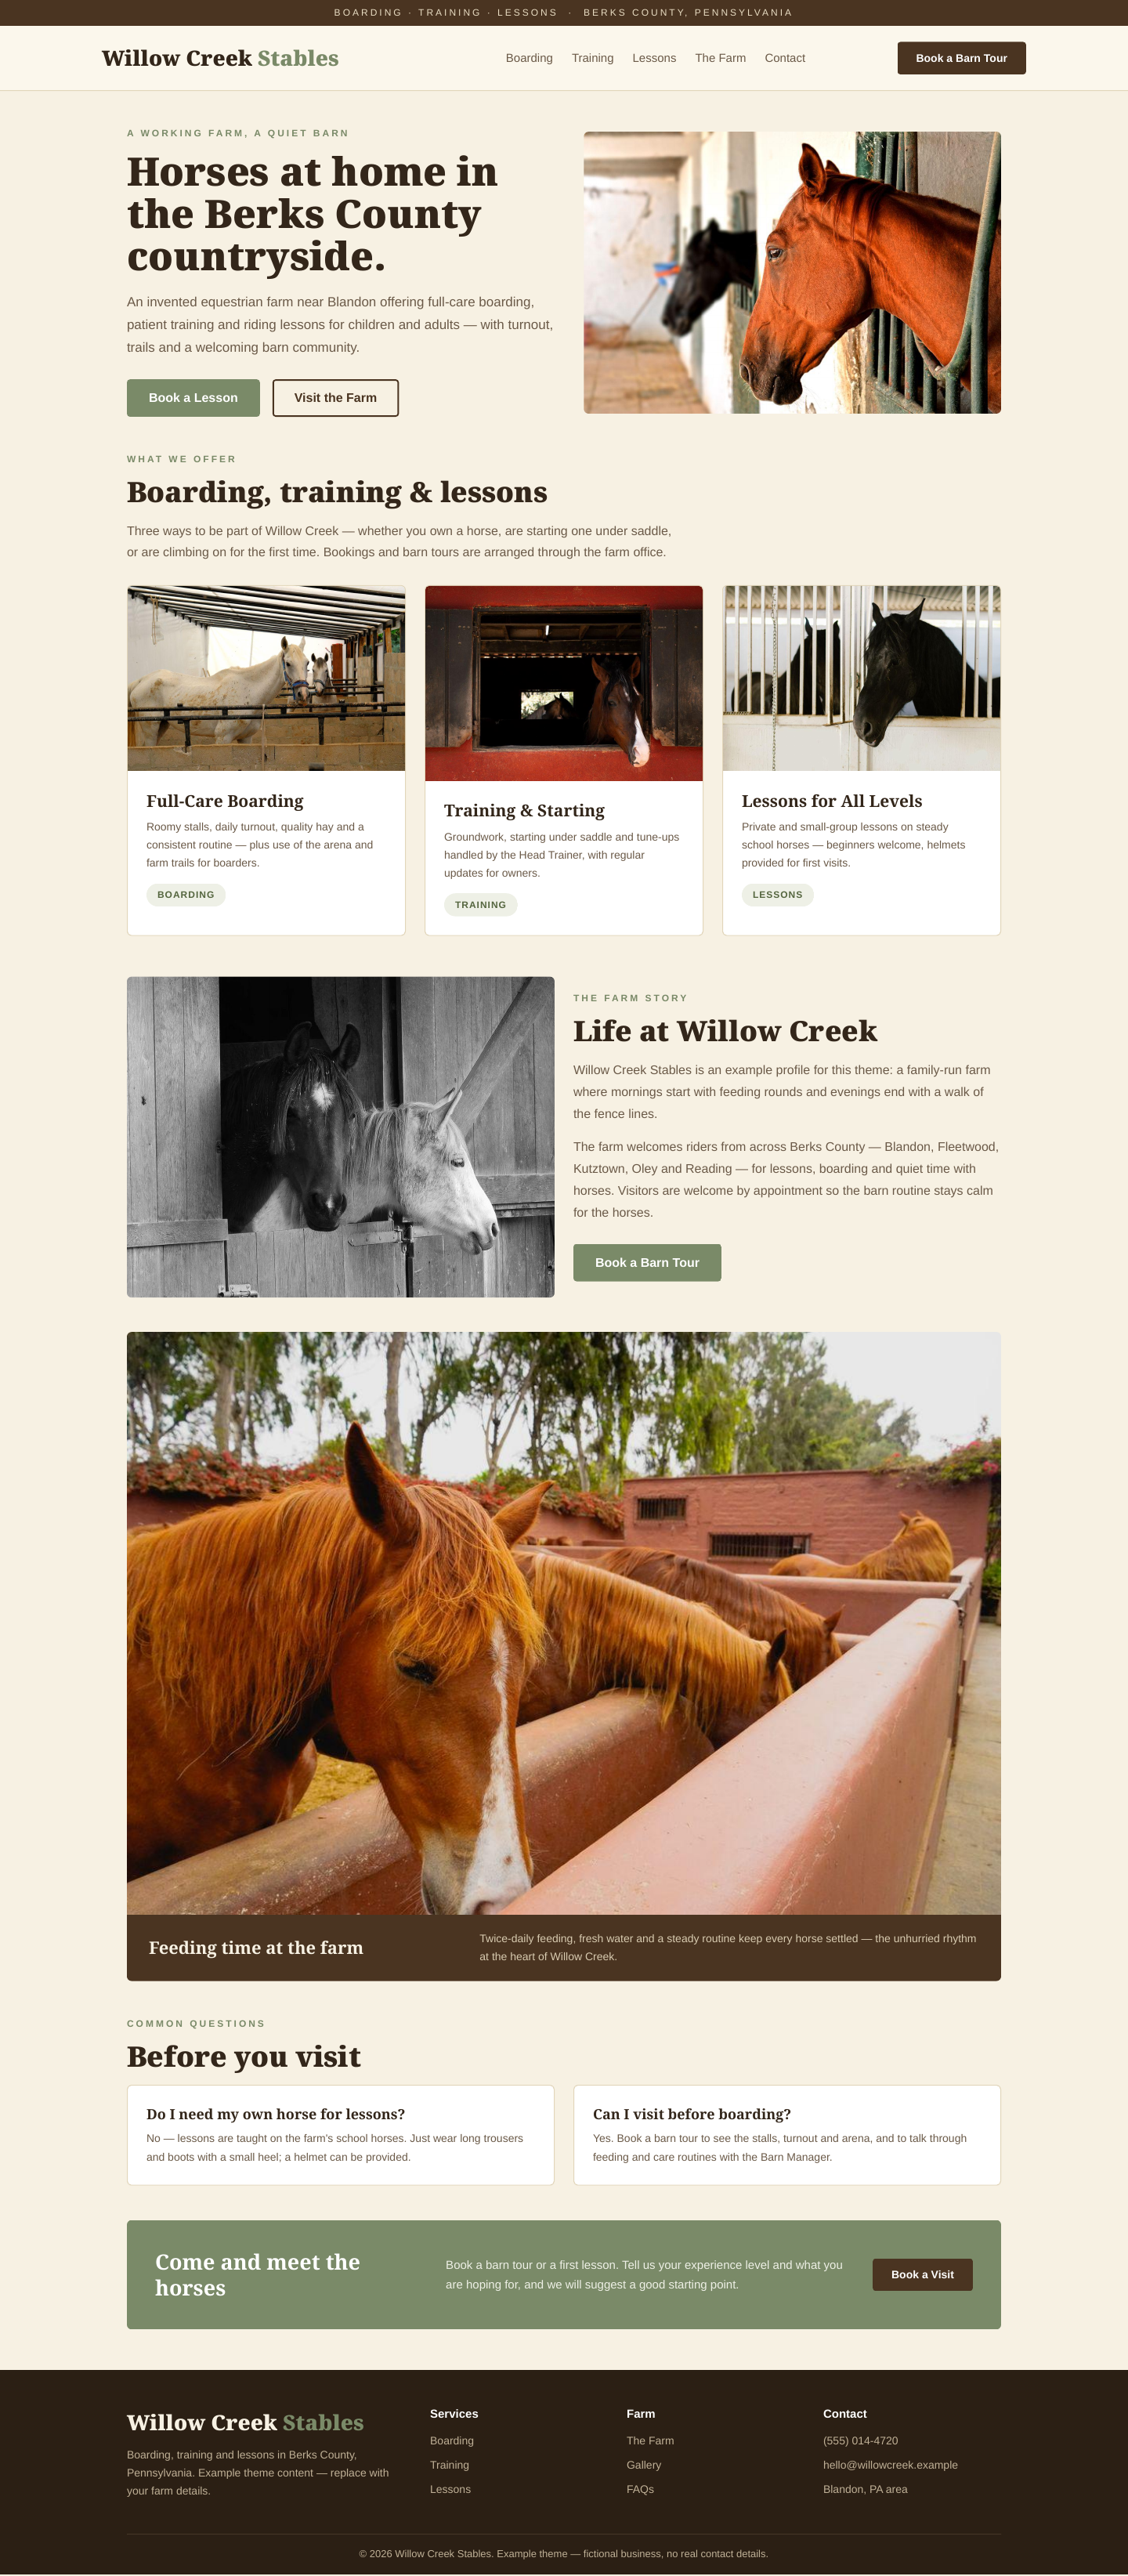 BOARDING · TRAINING · LESSONS · BERKS COUNTY, PENNSYLVANIA
Willow Creek Stables
Boarding Training Lessons The Farm Contact
Book a Barn Tour
A WORKING FARM, A QUIET BARN
Horses at home in
the Berks County
countryside.
An invented equestrian farm near Blandon offering full-care boarding,
patient training and riding lessons for children and adults — with turnout,
trails and a welcoming barn community.
Book a Lesson
Visit the Farm
WHAT WE OFFER
Boarding, training & lessons
Three ways to be part of Willow Creek — whether you own a horse, are starting one under saddle,
or are climbing on for the first time. Bookings and barn tours are arranged through the farm office.
Full-Care Boarding
Roomy stalls, daily turnout, quality hay and a
consistent routine — plus use of the arena and
farm trails for boarders.
BOARDING
Training & Starting
Groundwork, starting under saddle and tune-ups
handled by the Head Trainer, with regular
updates for owners.
TRAINING
Lessons for All Levels
Private and small-group lessons on steady
school horses — beginners welcome, helmets
provided for first visits.
LESSONS
THE FARM STORY
Life at Willow Creek
Willow Creek Stables is an example profile for this theme: a family-run farm
where mornings start with feeding rounds and evenings end with a walk of
the fence lines.
The farm welcomes riders from across Berks County — Blandon, Fleetwood,
Kutztown, Oley and Reading — for lessons, boarding and quiet time with
horses. Visitors are welcome by appointment so the barn routine stays calm
for the horses.
Book a Barn Tour
Feeding time at the farm
Twice-daily feeding, fresh water and a steady routine keep every horse settled — the unhurried rhythm
at the heart of Willow Creek.
COMMON QUESTIONS
Before you visit
Do I need my own horse for lessons?
No — lessons are taught on the farm's school horses. Just wear long trousers
and boots with a small heel; a helmet can be provided.
Can I visit before boarding?
Yes. Book a barn tour to see the stalls, turnout and arena, and to talk through
feeding and care routines with the Barn Manager.
Come and meet the
horses
Book a barn tour or a first lesson. Tell us your experience level and what you
are hoping for, and we will suggest a good starting point.
Book a Visit
Willow Creek Stables
Boarding, training and lessons in Berks County,
Pennsylvania. Example theme content — replace with
your farm details.
Services
Boarding
Training
Lessons
Farm
The Farm
Gallery
FAQs
Contact
(555) 014-4720
hello@willowcreek.example
Blandon, PA area
© 2026 Willow Creek Stables. Example theme — fictional business, no real contact details.